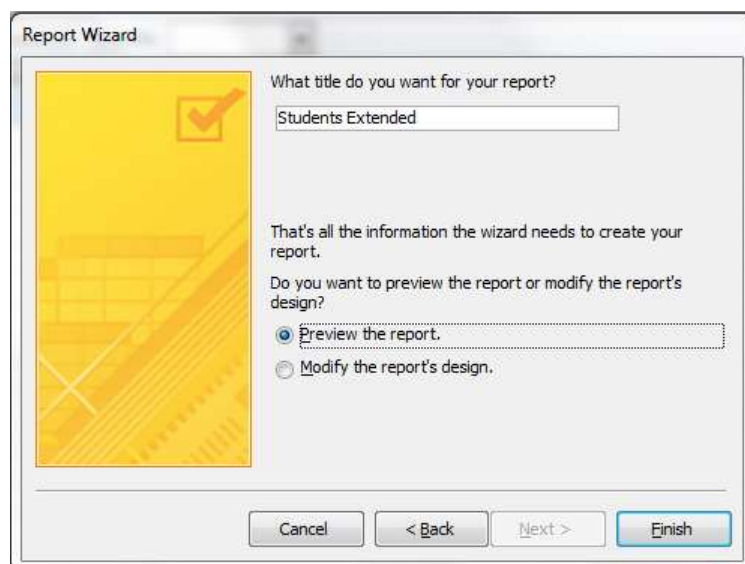 Report Wizard
What title do you want for your report?
Students Extended
That's all the information the wizard needs to create your
report.
Do you want to preview the report or modify the report's
design?
Preview the report.
Modify the report's design.
Cancel
< Back
Next >
Finish